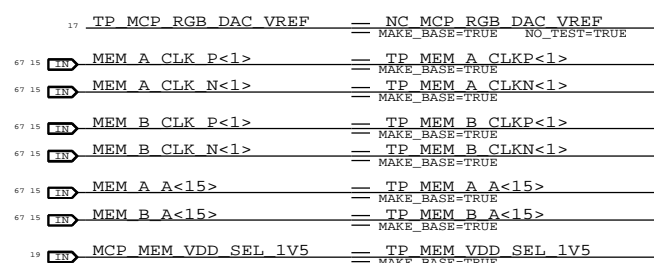 17 TP_MCP_RGB_DAC_VREF = NC_MCP_RGB_DAC_VREF
MAKE_BASE=TRUE NO_TEST=TRUE
67 15 IN MEM_A_CLK_P<1> = TP_MEM_A_CLKP<1>
MAKE_BASE=TRUE
67 15 IN MEM_A_CLK_N<1> = TP_MEM_A_CLKN<1>
MAKE_BASE=TRUE
67 15 IN MEM_B_CLK_P<1> = TP_MEM_B_CLKP<1>
MAKE_BASE=TRUE
67 15 IN MEM_B_CLK_N<1> = TP_MEM_B_CLKN<1>
MAKE_BASE=TRUE
67 15 IN MEM_A_A<15> = TP_MEM_A_A<15>
MAKE_BASE=TRUE
67 15 IN MEM_B_A<15> = TP_MEM_B_A<15>
MAKE_BASE=TRUE
19 IN MCP_MEM_VDD_SEL_1V5 = TP_MEM_VDD_SEL_1V5
MAKE_BASE=TRUE